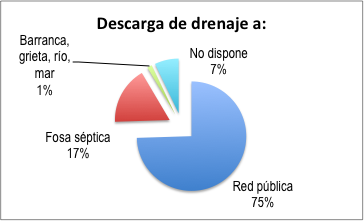 Descarga de drenaje a:
Barranca,
grieta, río,
mar
1%
No dispone
7%
Fosa séptica
17%
Red pública
75%